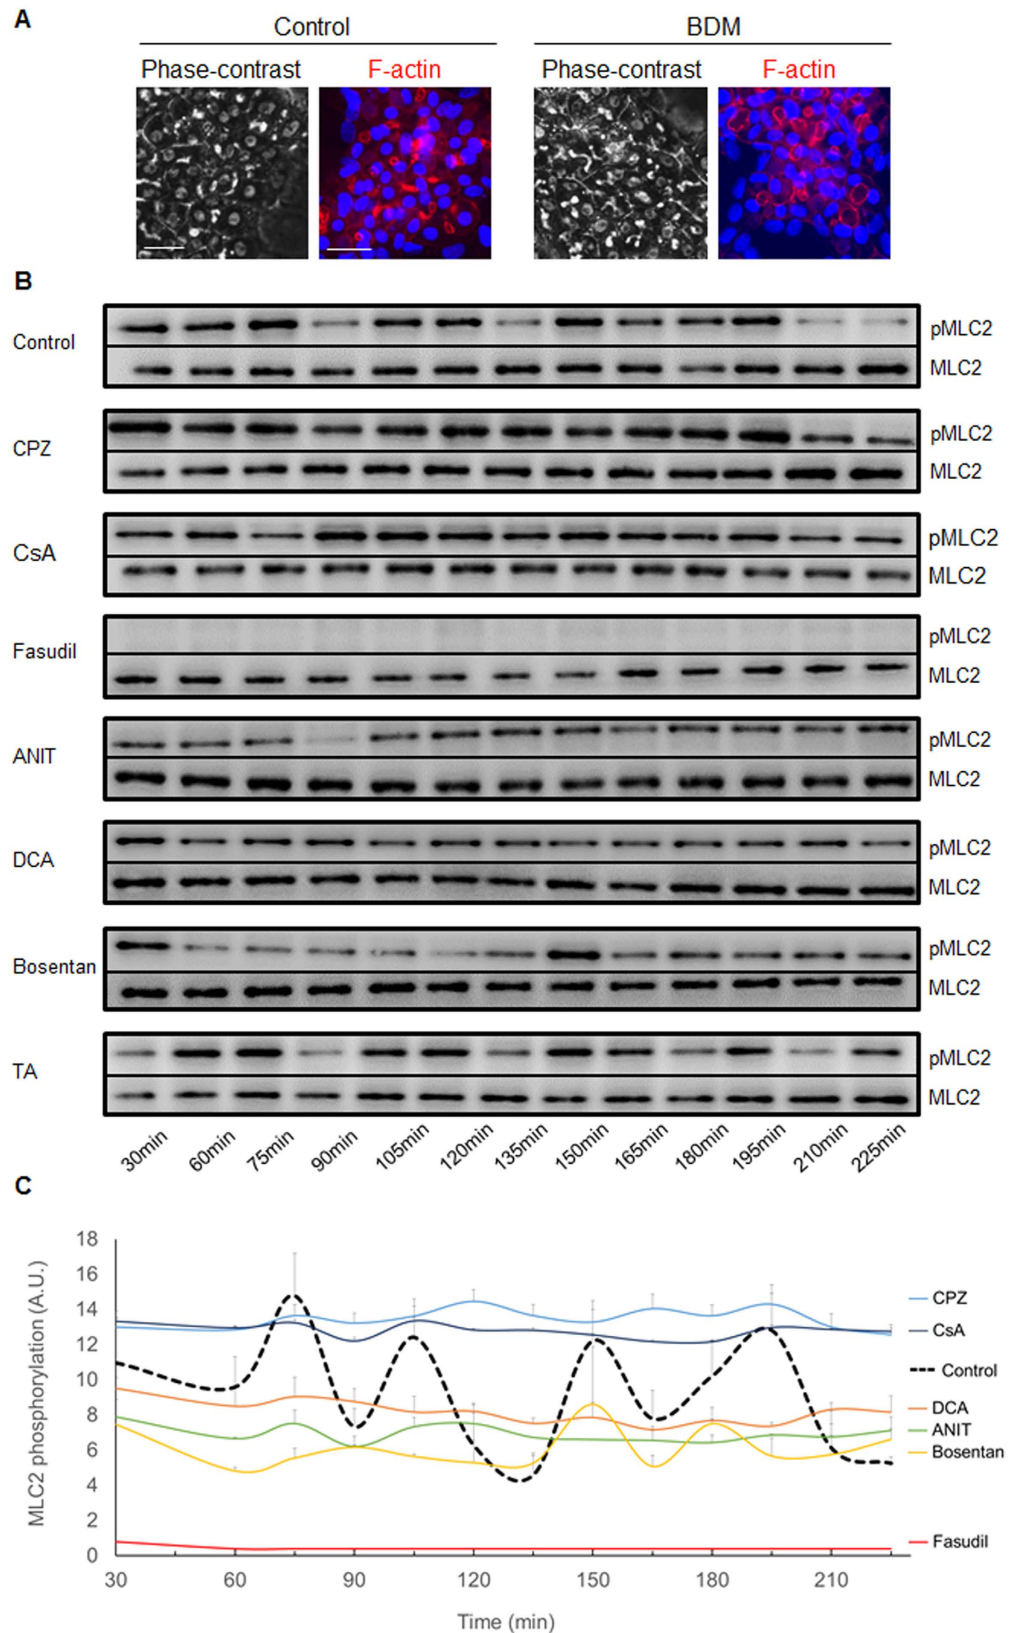 A
Control BDM
Phase-contrast F-actin Phase-contrast F-actin
B
Control pMLC2
MLC2
CPZ pMLC2
MLC2
CsA pMLC2
MLC2
Fasudil pMLC2
MLC2
ANIT pMLC2
MLC2
DCA pMLC2
MLC2
Bosentan pMLC2
MLC2
TA pMLC2
MLC2
30min 60min 75min 90min 105min 120min 135min 150min 165min 180min 195min 210min 225min
C
MLC2 phosphorylation (A.U.)
18
16
14
12
10
8
6
4
2
0
CPZ
CsA
Control
DCA
ANIT
Bosentan
Fasudil
30 60 90 120 150 180 210
Time (min)